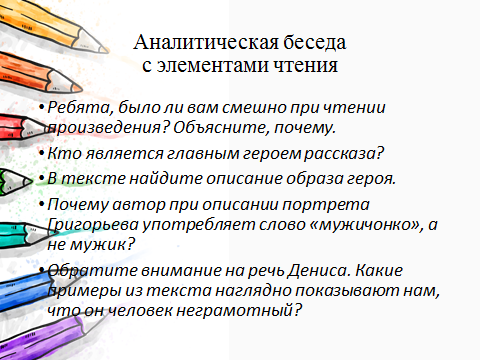 Аналитическая беседа
с элементами чтения
• Ребята, было ли вам смешно при чтении
произведения? Объясните, почему.
• Кто является главным героем рассказа?
• В тексте найдите описание образа героя.
• Почему автор при описании портрета
Григорьева употребляет слово «мужичонко», а
не мужик?
• Обратите внимание на речь Дениса. Какие
примеры из текста наглядно показывают нам,
что он человек неграмотный?